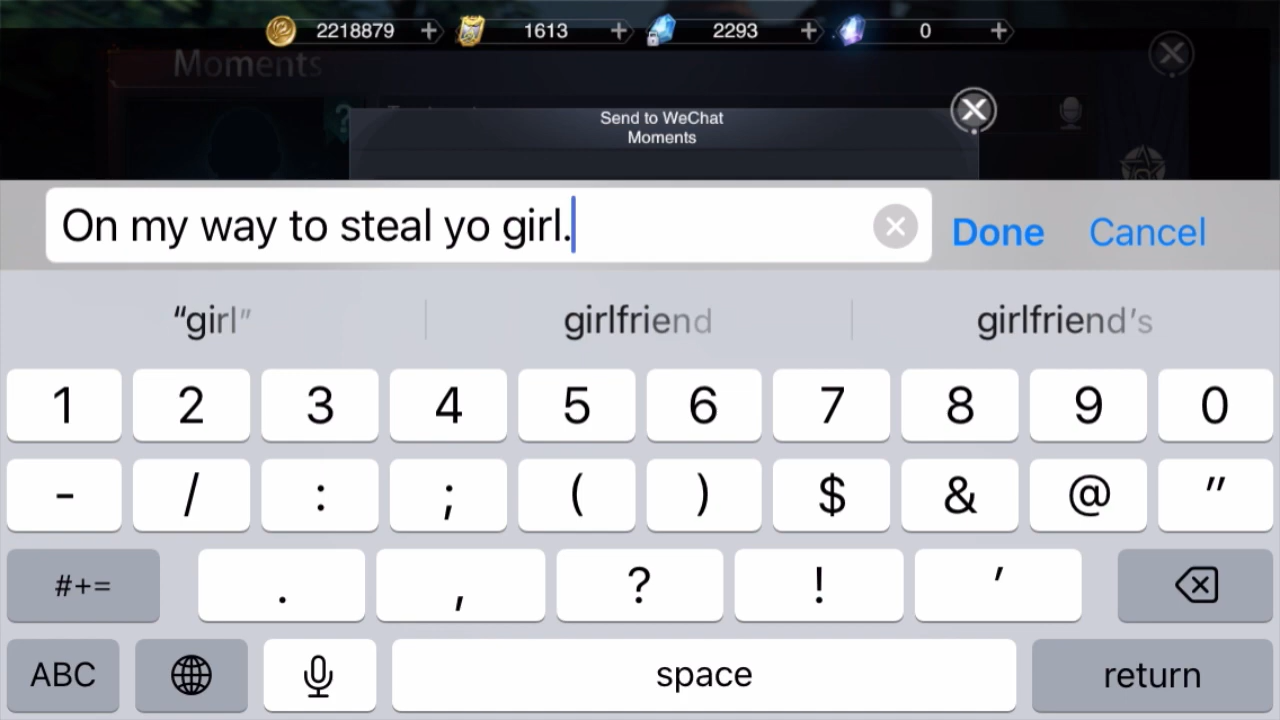 2218879 + 1613 + 2293 + 0 +
Moments
Send to WeChat
Moments
On my way to steal yo girl.
Done Cancel
“girl” girlfriend girlfriend’s
1 2 3 4 5 6 7 8 9 0
- / : ; ( ) $ & @ "
#+= . , ? ! '
ABC space return